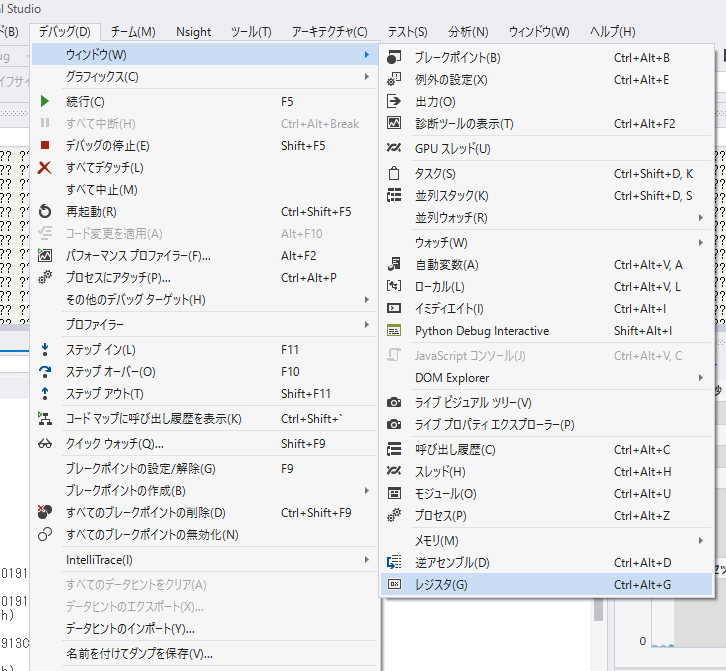 l Studio
(B) デバッグ(D) チーム(M) Nsight ツール(T) アーキテクチャ(C) テスト(S) 分析(N) ウィンドウ(W) ヘルプ(H)
ウィンドウ(W)
グラフィックス(C)
続行(C) F5
すべて中断(H) Ctrl+Alt+Break
デバッグの停止(E) Shift+F5
すべてデタッチ(L)
すべて中止(M)
再起動(R) Ctrl+Shift+F5
コード変更を適用(A) Alt+F10
パフォーマンス プロファイラー(F)... Alt+F2
プロセスにアタッチ(P)... Ctrl+Alt+P
その他のデバッグ ターゲット(H)
プロファイラー
ステップ イン(L) F11
ステップ オーバー(O) F10
ステップ アウト(T) Shift+F11
コード マップに呼び出し履歴を表示(K) Ctrl+Shift+`
クイック ウォッチ(Q)... Shift+F9
ブレークポイントの設定/解除(G) F9
ブレークポイントの作成(B)
すべてのブレークポイントの削除(D) Ctrl+Shift+F9
すべてのブレークポイントの無効化(N)
IntelliTrace(I)
すべてのデータヒントをクリア(A)
データヒントのエクスポート(X)...
データヒントのインポート(Y)...
名前を付けてダンプを保存(V)...
ブレークポイント(B) Ctrl+Alt+B
例外の設定(X) Ctrl+Alt+E
出力(O)
診断ツールの表示(T) Ctrl+Alt+F2
GPU スレッド(U)
タスク(S) Ctrl+Shift+D, K
並列スタック(K) Ctrl+Shift+D, S
並列ウォッチ(R)
ウォッチ(W)
自動変数(A) Ctrl+Alt+V, A
ローカル(L) Ctrl+Alt+V, L
イミディエイト(I) Ctrl+Alt+I
Python Debug Interactive Shift+Alt+I
JavaScript コンソール(J) Ctrl+Alt+V, C
DOM Explorer
ライブ ビジュアル ツリー(V)
ライブ プロパティ エクスプローラー(P)
呼び出し履歴(C) Ctrl+Alt+C
スレッド(H) Ctrl+Alt+H
モジュール(O) Ctrl+Alt+U
プロセス(P) Ctrl+Alt+Z
メモリ(M)
逆アセンブル(D) Ctrl+Alt+D
レジスタ(G) Ctrl+Alt+G
0191
0191
h)
913C
h)
0